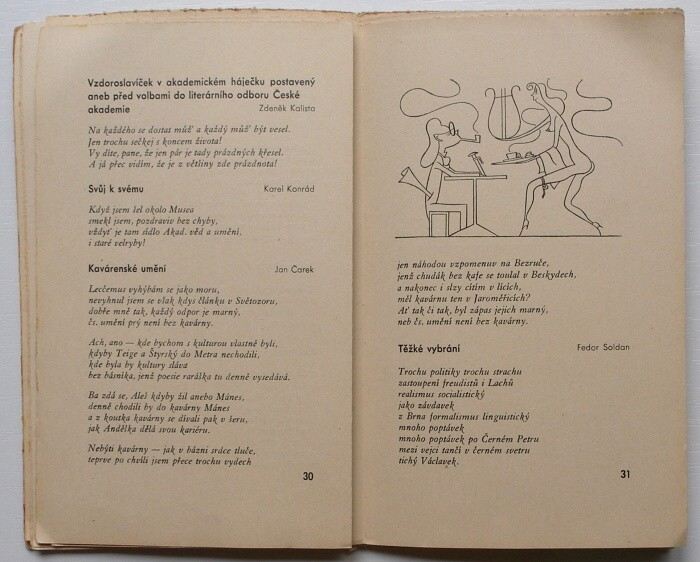 Vzdoroslavíček v akademickém háječku postavený
aneb před volbami do literárního odboru České
akademie Zdeněk Kalista
Na každého se dostat můž' a každý můž' být vesel.
Jen trochu sečkej s koncem života!
Vy díte, pane, že jen pár je tady prázdných křesel.
A já přec vidím, že je z většiny zde prázdnota!
Svůj k svému Karel Konrád
Když jsem šel okolo Musea
smekl jsem, pozdraviv bez chyby,
vždyť je tam sídlo Akad. věd a umění,
i staré velryby!
Kavárenské umění Jan Čarek
Lecčemus vyhýbám se jako moru,
nevyhnul jsem se vlak kdys článku v Světozoru,
dobře mně tak, každý odpor je marný,
čs. umění prý není bez kavárny.
Ach, ano — kde bychom s kulturou vlastně byli,
kdyby Teige a Štyrský do Metra nechodili,
kde byla by kultury sláva
bez básníka, jenž poesie raráška tu denně vysedává.
Ba zdá se, Aleš kdyby žil anebo Mánes,
denně chodili by do kavárny Mánes
a z koutka kavárny se dívali pak v šeru,
jak Andělka dělá svou kariéru.
Nebýti kavárny — jak v bázni srdce tluče,
teprve po chvíli jsem přece trochu vydech
30
jen náhodou vzpomenuv na Bezruče,
jenž chudák bez kafe se toulal v Beskydech,
a nakonec i slzy cítím v lících,
měl kavárnu ten v Jaroměřicích?
Ať tak či tak, byl zápas jejich marný,
neb čs. umění není bez kavárny.
Těžké vybrání Fedor Soldan
Trochu politiky trochu strachu
zastoupení freudistů i Lachů
realismus socialistický
jako závdavek
z Brna formalismus linguistický
mnoho poptávek
mnoho poptávek po Černém Petru
mezi vejci tančí v černém svetru
tichý Václavek.
31